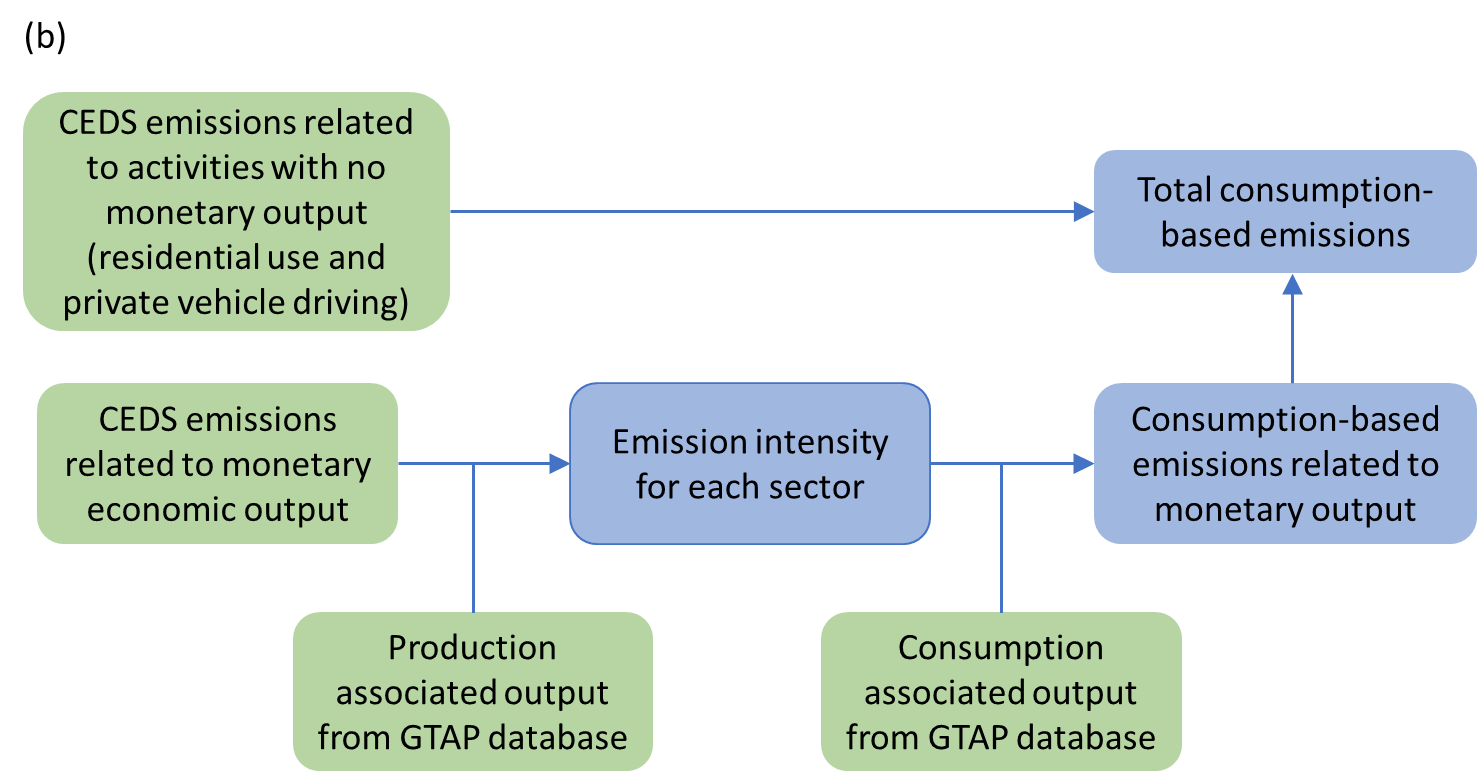 (b)
CEDS emissions related
to activities with no
monetary output
(residential use and
private vehicle driving)
Total consumption-
based emissions
CEDS emissions
related to monetary
economic output
Emission intensity
for each sector
Consumption-based
emissions related to
monetary output
Production
associated output
from GTAP database
Consumption
associated output
from GTAP database